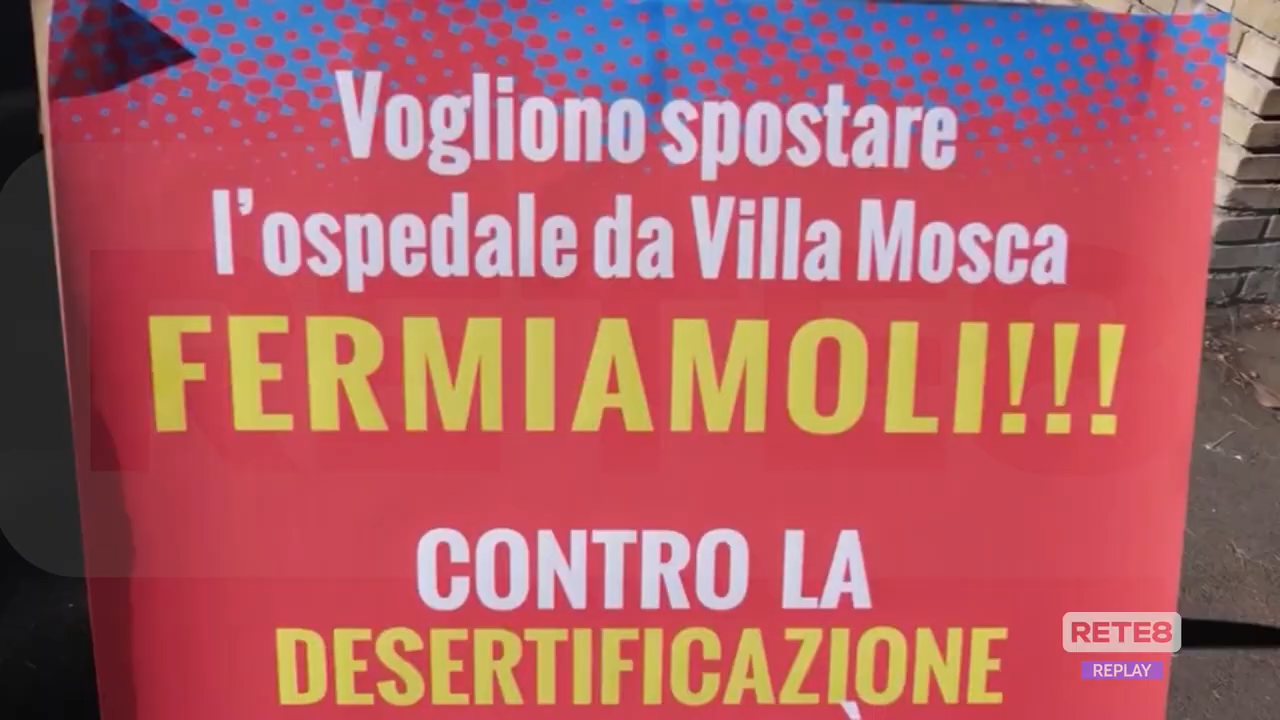 Vogliono spostare
l'ospedale da Villa Mosca
FERMIAMOLI!!!
CONTRO LA
DESERTIFICAZIONE
RETE8
REPLAY